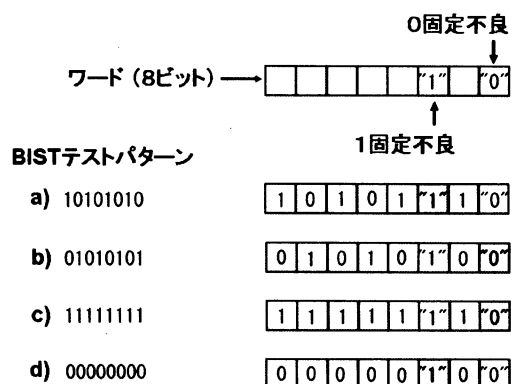 0固定不良
ワード（8ビット） "1" "0"
1固定不良
BISTテストパターン
a) 10101010 1 0 1 0 1 "1" 1 "0"
b) 01010101 0 1 0 1 0 "1" 0 "0"
c) 11111111 1 1 1 1 1 "1" 1 "0"
d) 00000000 0 0 0 0 0 "1" 0 "0"